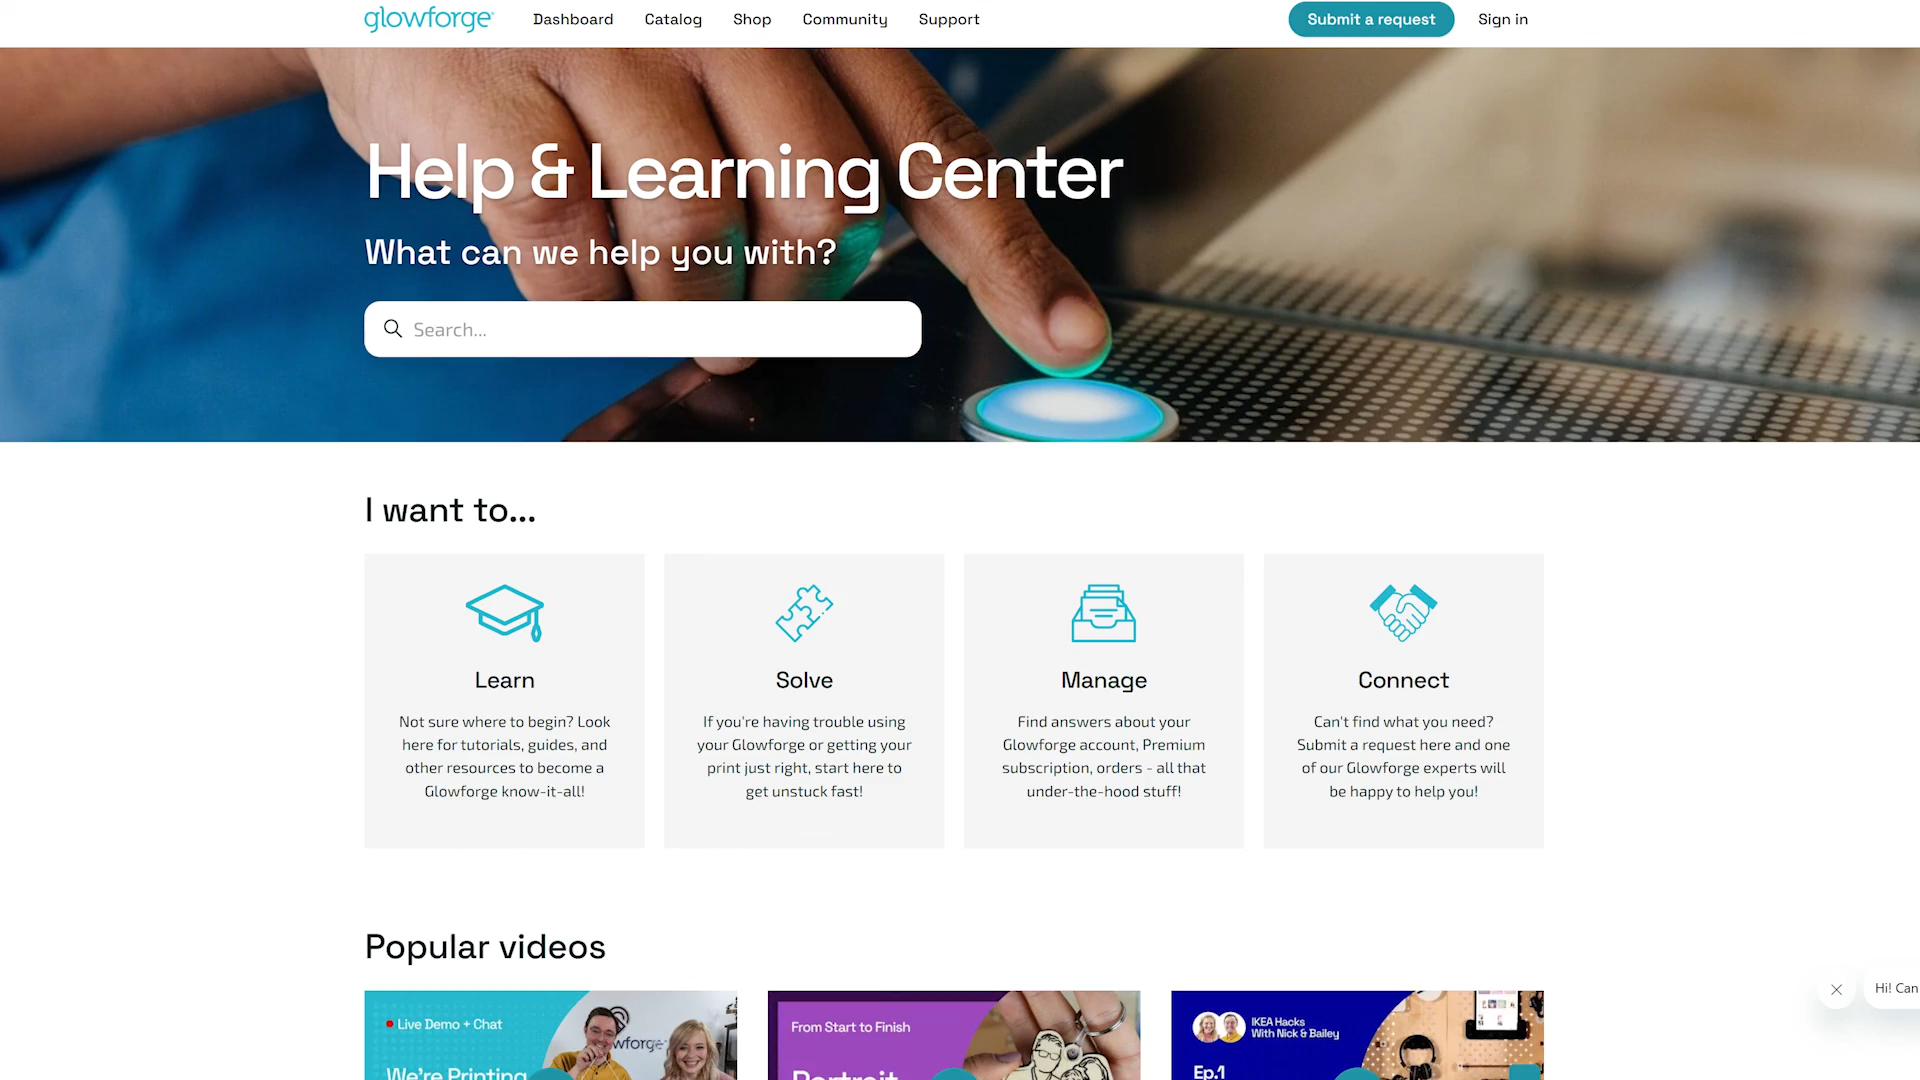 glowforge
Dashboard
Catalog
Shop
Community
Support
Submit a request
Sign in
Help & Learning Center
What can we help you with?
Search...
I want to...
Learn
Not sure where to begin? Look
here for tutorials, guides, and
other resources to become a
Glowforge know-it-all!
Solve
If you're having trouble using
your Glowforge or getting your
print just right, start here to
get unstuck fast!
Manage
Find answers about your
Glowforge account, Premium
subscription, orders - all that
under-the-hood stuff!
Connect
Can't find what you need?
Submit a request here and one
of our Glowforge experts will
be happy to help you!
Popular videos
Live Demo + Chat
We're Printing
wforge
From Start to Finish
Portrait
IKEA Hacks
With Nick & Bailey
Ep.1
Hi! Can